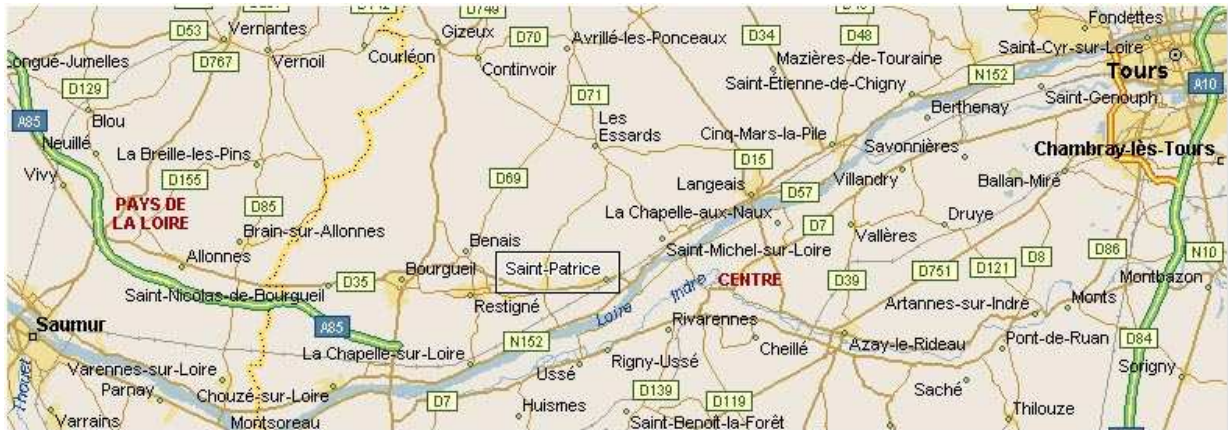 D749
Fondettes
D53
Vernantes
Gizeux
D70
Avrillé-les-Ponceaux
D34
D48
Saint-Cyr-sur-Loire
Longué-Jumelles
D767
Vernoil
Courléon
Continvoir
Mazières-de-Touraine
Tours
Saint-Étienne-de-Chigny
N152
D129
D71
Saint-Genouph
A10
Blou
Berthenay
A85
Les
Essards
Neuillé
Cinq-Mars-la-Pile
Savonnières
Chambray-lès-Tours
La Breille-les-Pins
D15
Vivy
D155
D69
Langeais
D57
Villandry
Ballan-Miré
PAYS DE
LA LOIRE
D85
La Chapelle-aux-Naux
D7
Druye
Brain-sur-Allonnes
Benais
Saint-Michel-sur-Loire
Vallères
D86
N10
Allonnes
Bourgueil
Saint-Patrice
Indre
CENTRE
D39
D751
D121
D8
Montbazon
D35
Saint-Nicolas-de-Bourgueil
Restigné
Loire
Artannes-sur-Indre
Monts
Saumur
A85
Rivarennes
N152
Cheillé
Azay-le-Rideau
Pont-de-Ruan
D84
La Chapelle-sur-Loire
Rigny-Ussé
Sorigny
Varennes-sur-Loire
Ussé
Thouet
Parnay
Chouzé-sur-Loire
D139
Saché
D7
Huismes
D119
Varrains
Montsoreau
Saint-Benoît-la-Forêt
Thilouze